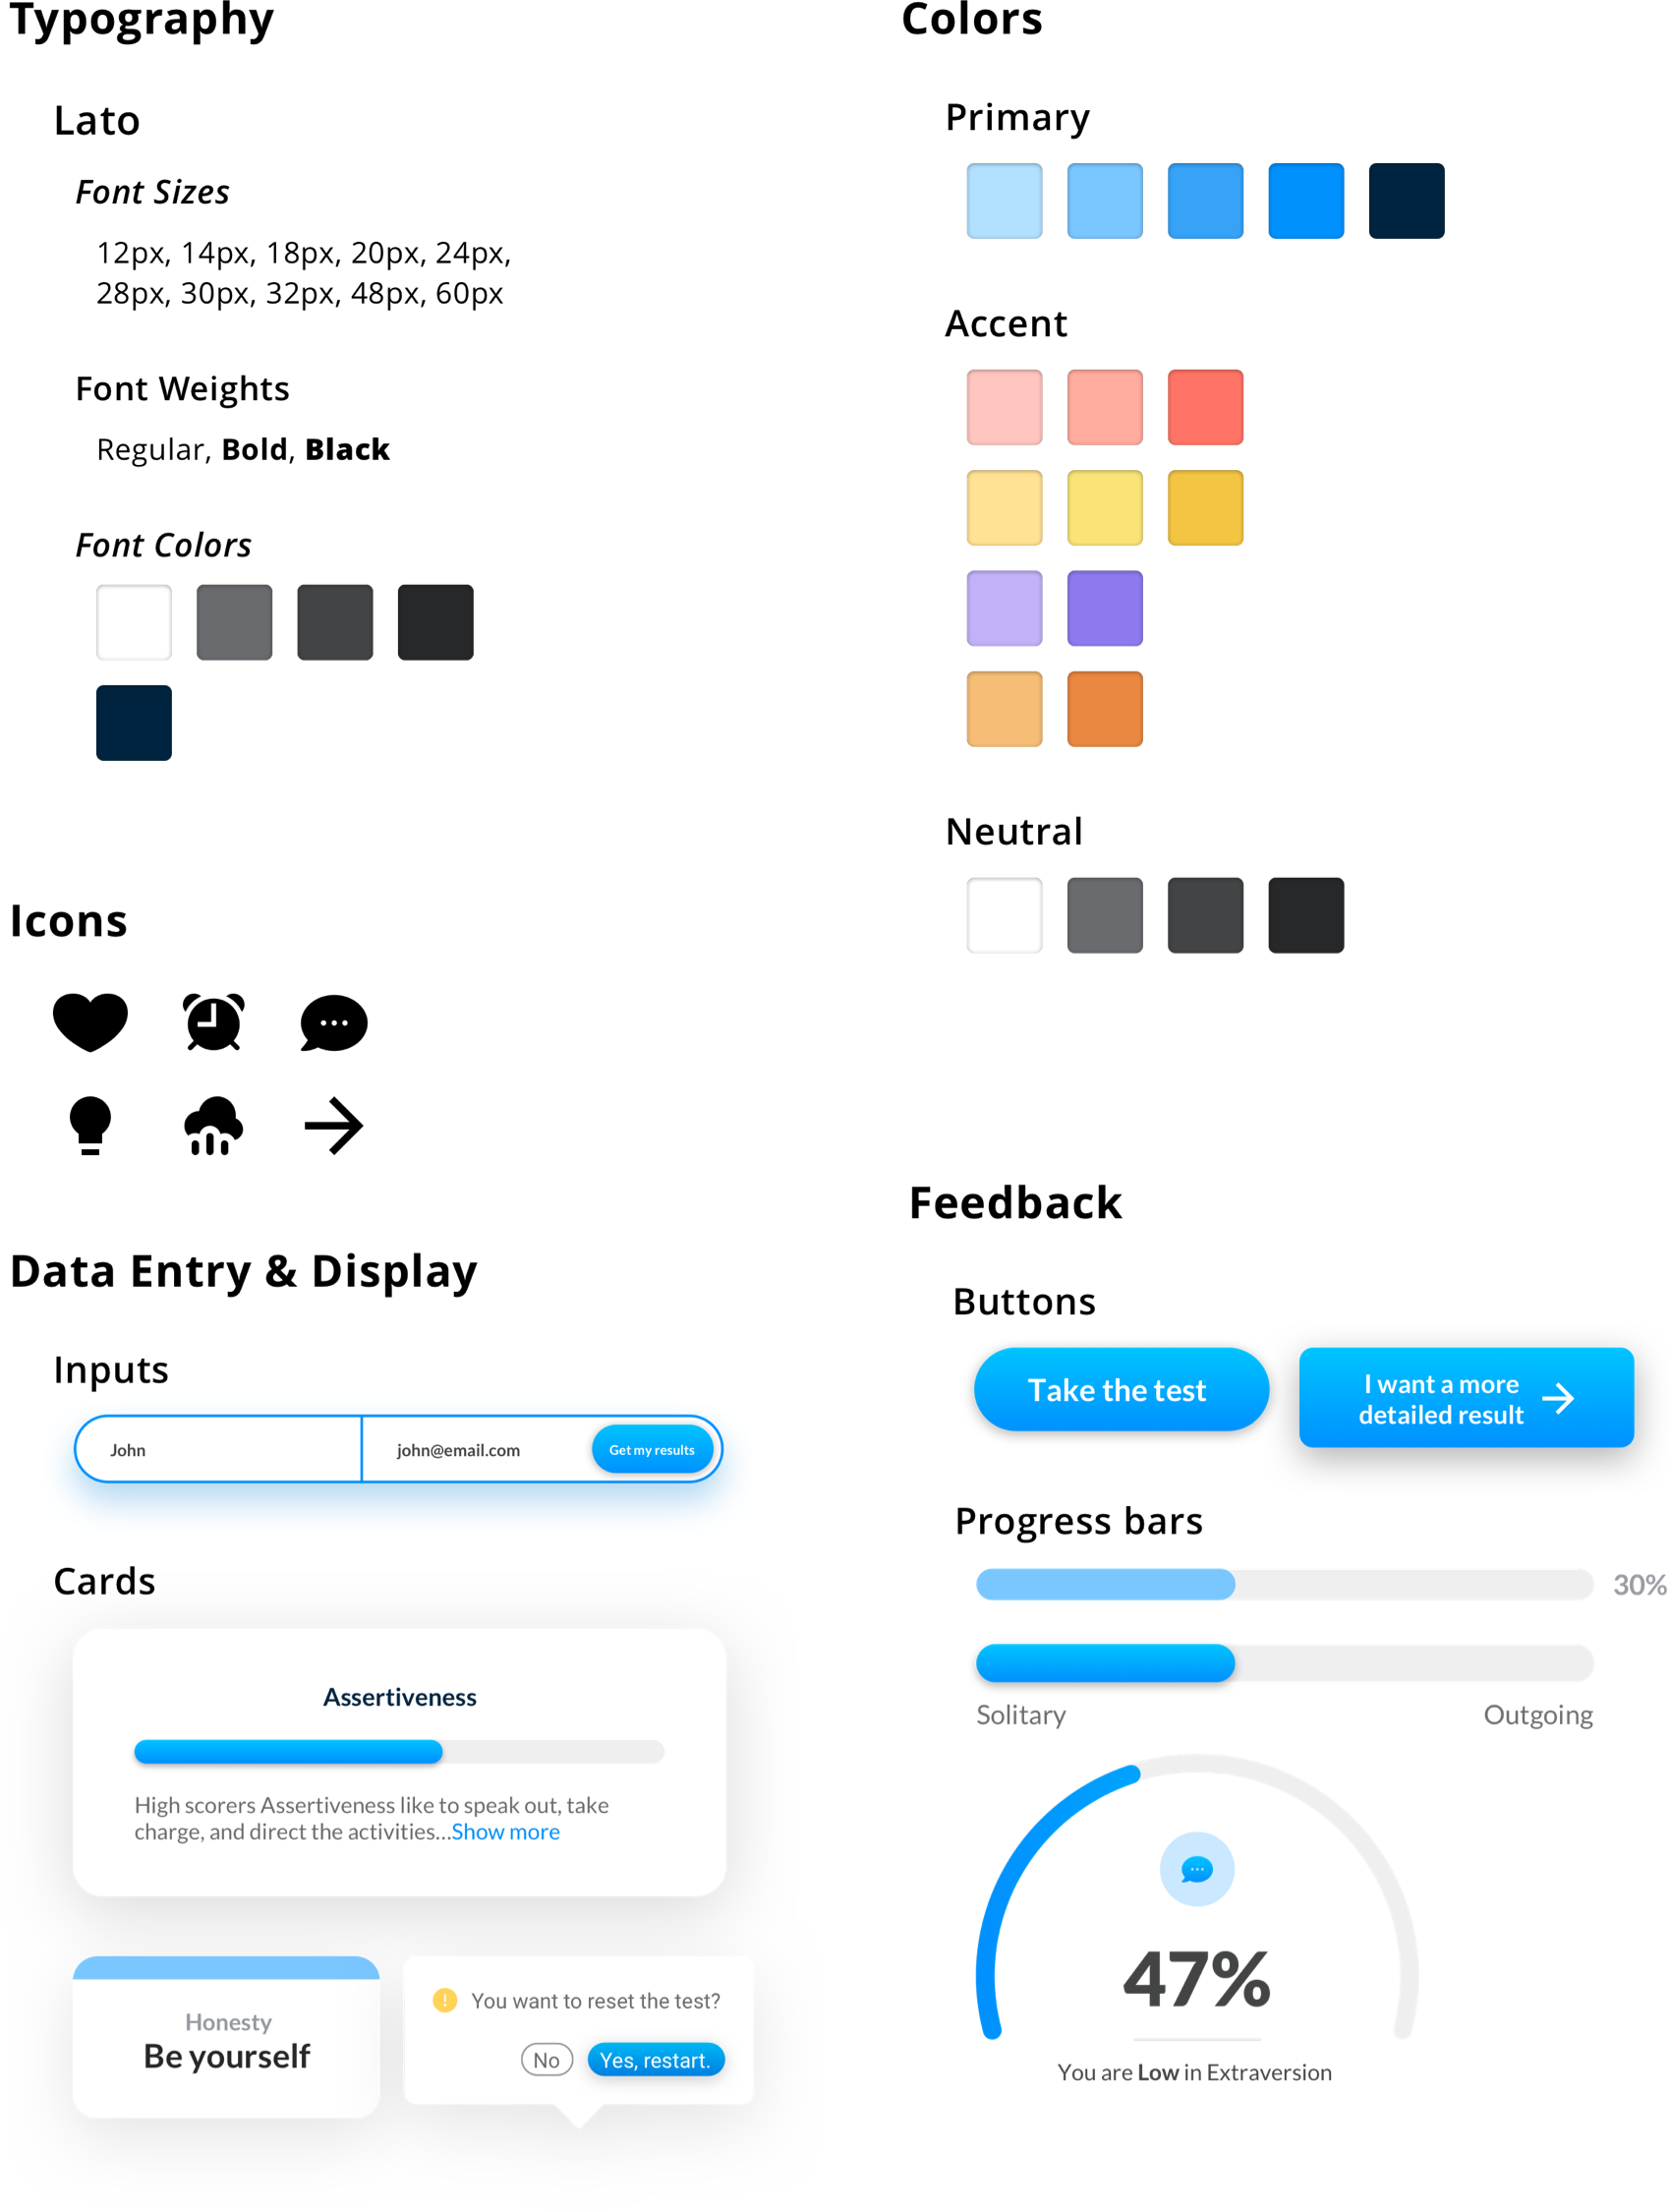 Typography
Lato
Font Sizes
12px, 14px, 18px, 20px, 24px,
28px, 30px, 32px, 48px, 60px
Font Weights
Regular, Bold, Black
Font Colors
Icons
Data Entry & Display
Inputs
John
john@email.com
Get my results
Cards
Assertiveness
High scorers Assertiveness like to speak out, take
charge, and direct the activities...Show more
Honesty
Be yourself
You want to reset the test?
No
Yes, restart.
Colors
Primary
Accent
Neutral
Feedback
Buttons
Take the test
I want a more
detailed result
Progress bars
30%
Solitary
Outgoing
47%
You are Low in Extraversion